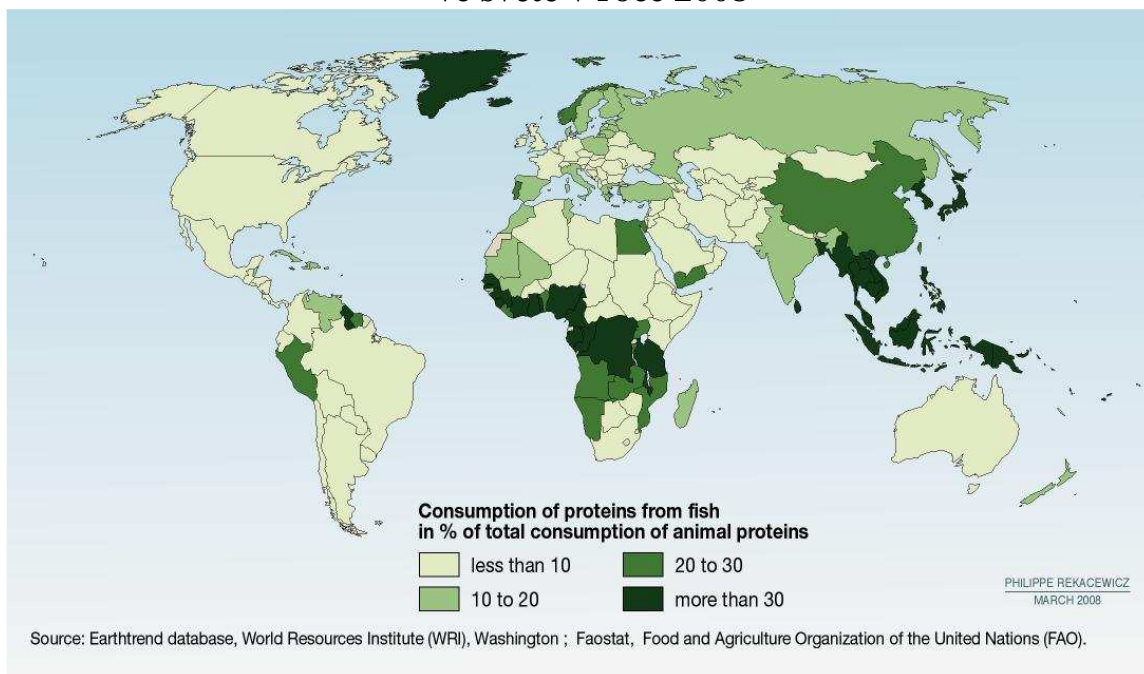 Consumption of proteins from fish
in % of total consumption of animal proteins
less than 10
20 to 30
10 to 20
more than 30
PHILIPPE REKACEWICZ
MARCH 2008
Source: Earthtrend database, World Resources Institute (WRI), Washington ; Faostat, Food and Agriculture Organization of the United Nations (FAO).